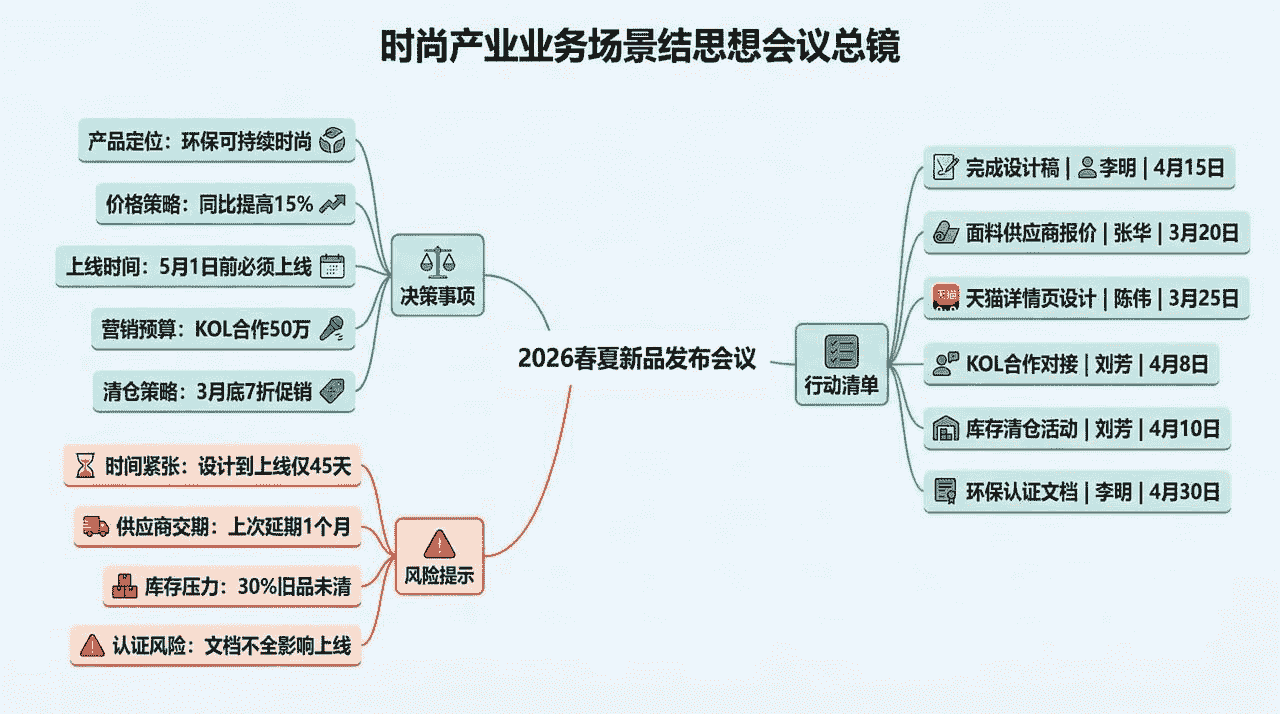 时尚产业业务场景结思想会议总镜
产品定位：环保可持续时尚
价格策略：同比提高15%
上线时间：5月1日前必须上线
营销预算：KOL合作50万
清仓策略：3月底7折促销
决策事项
时间紧张：设计到上线仅45天
供应商交期：上次延期1个月
库存压力：30%旧品未清
认证风险：文档不全影响上线
风险提示
2026春夏新品发布会议
行动清单
完成设计稿 | 李明 | 4月15日
面料供应商报价 | 张华 | 3月20日
天猫
天猫详情页设计 | 陈伟 | 3月25日
KOL合作对接 | 刘芳 | 4月8日
库存清仓活动 | 刘芳 | 4月10日
环保认证文档 | 李明 | 4月30日